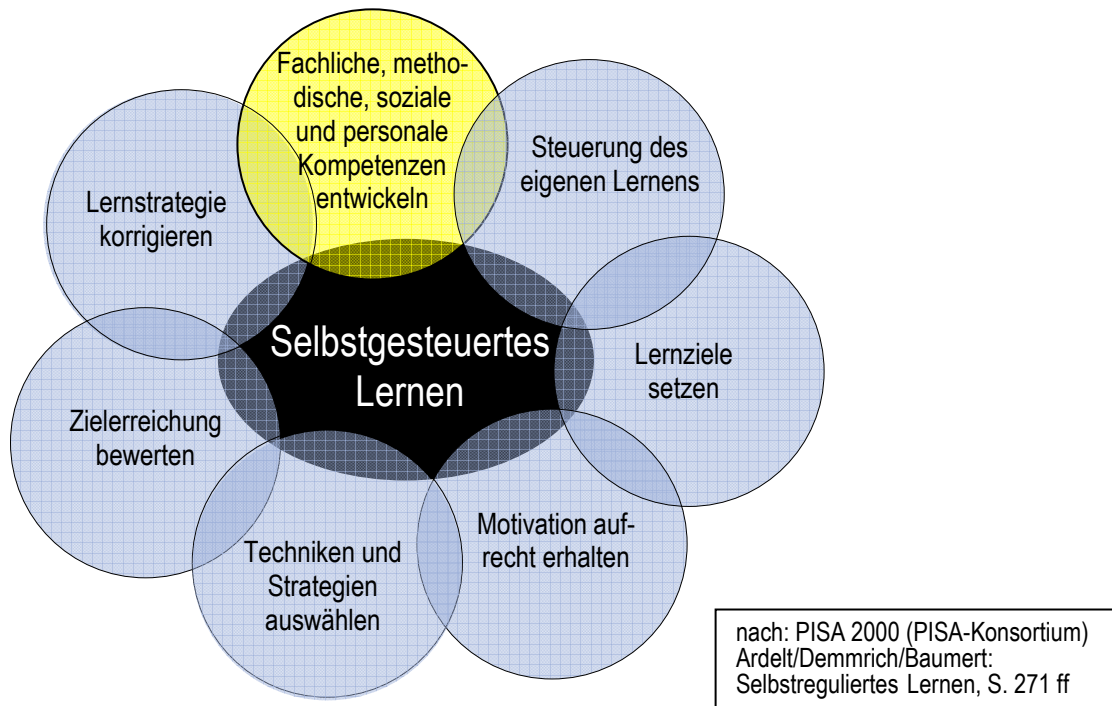 Fachliche, metho-
dische, soziale
und personale
Kompetenzen
entwickeln
Steuerung des
eigenen Lernens
Lernziele
setzen
Motivation auf-
recht erhalten
Techniken und
Strategien
auswählen
Zielerreichung
bewerten
Lernstrategie
korrigieren
Selbstgesteuertes
Lernen
nach: PISA 2000 (PISA-Konsortium)
Ardelt/Demmrich/Baumert:
Selbstreguliertes Lernen, S. 271 ff